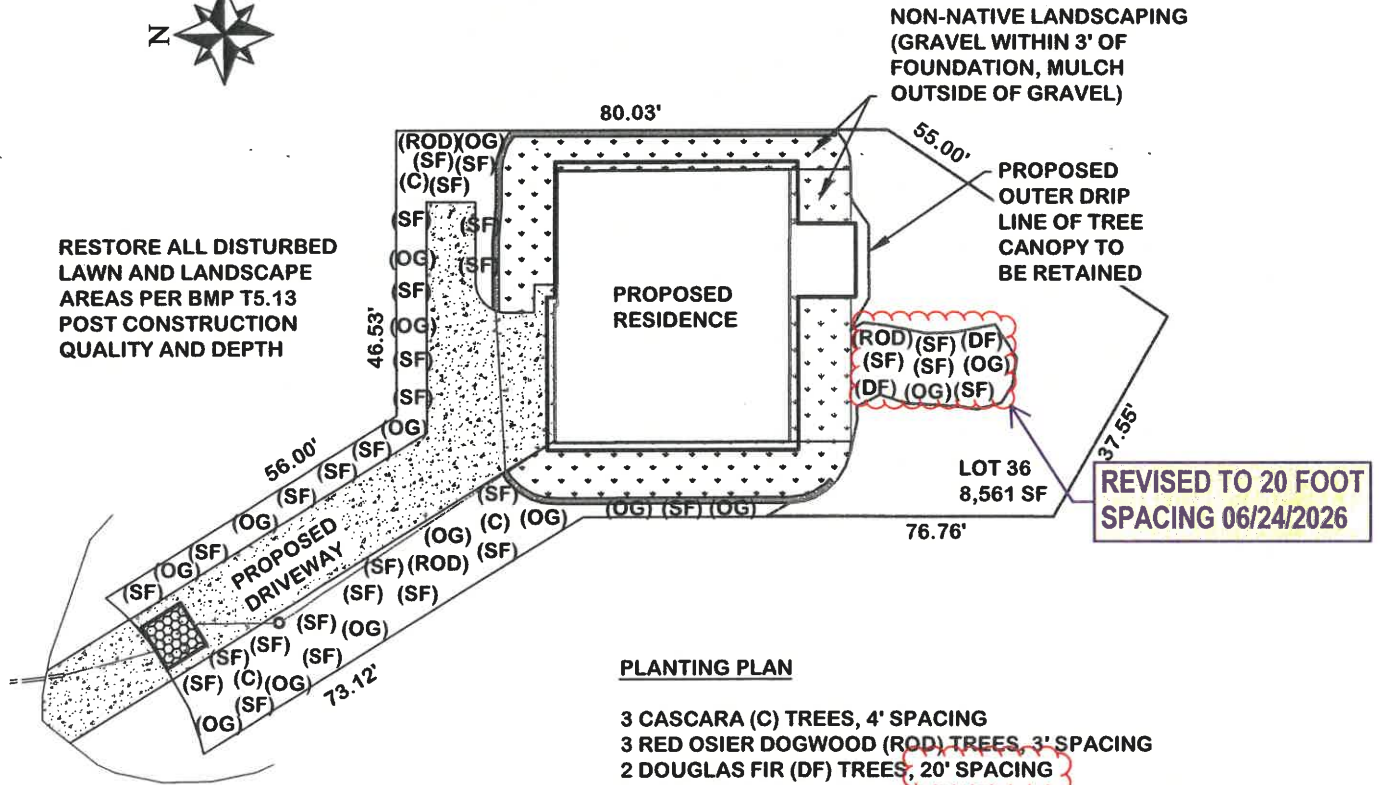 N
NON-NATIVE LANDSCAPING
(GRAVEL WITHIN 3' OF
FOUNDATION, MULCH
OUTSIDE OF GRAVEL)
80.03'
55.00'
PROPOSED
OUTER DRIP
LINE OF TREE
CANOPY TO
BE RETAINED
RESTORE ALL DISTURBED
LAWN AND LANDSCAPE
AREAS PER BMP T5.13
POST CONSTRUCTION
QUALITY AND DEPTH
(ROD)(OG)
(SF)(SF)
(C)(SF)
(SF) (SF)
(OG) (SF)
(SF)
(OG)
(SF)
(SF)
(OG)
46.53'
PROPOSED
RESIDENCE
(ROD) (SF) (DF)
(SF) (SF) (OG)
(DF) (OG) (SF)
37.55'
LOT 36
8,561 SF
REVISED TO 20 FOOT
SPACING 06/24/2026
76.76'
(OG) (SF) (OG)
56.00'
(SF)
(SF)
(SF)
(OG)
(SF)
(OG)
(SF)
PROPOSED
DRIVEWAY
(SF)
(OG) (C) (OG)
(SF) (ROD) (SF)
(SF) (SF)
(SF) (OG)
(SF) (SF) (SF)
(SF) (C) (OG)
(SF)
(OG)
73.12'
PLANTING PLAN
3 CASCARA (C) TREES, 4' SPACING
3 RED OSIER DOGWOOD (ROD) TREES, 3' SPACING
2 DOUGLAS FIR (DF) TREES, 20' SPACING